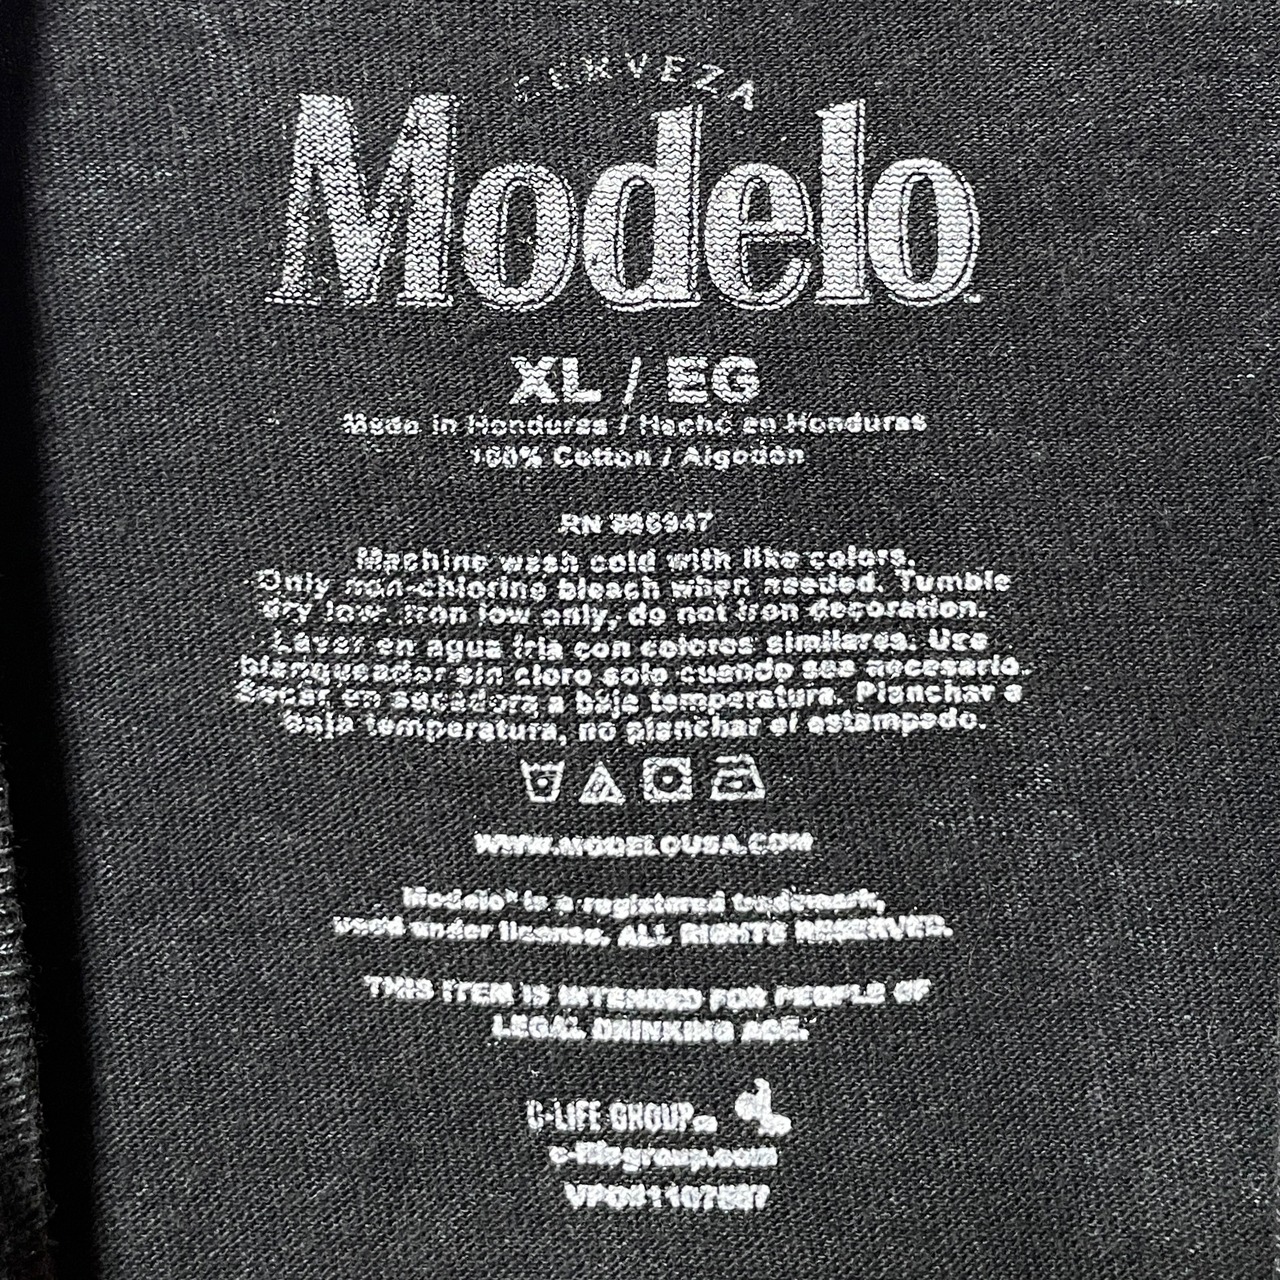 CERVEZA
Modelo
XL / EG
Made in Honduras / Hecho en Honduras
100% Cotton / Algodón
RN
Machine wash cold with like colors.
Only non-chlorine bleach when needed. Tumble
dry low. Iron low only, do not iron decoration.
Lavar en agua fria con colores similares. Use
blanqueador sin cloro solo cuando sea necesario.
Secar en secadora a baja temperatura. Planchar a
baja temperatura, no planchar el estampado.
WWW.MODELOUSA.COM
Modelo® is a registered trademark,
used under license. ALL RIGHTS RESERVED.
THIS ITEM IS INTENDED FOR PEOPLE OF
LEGAL DRINKING AGE.
C-LIFE GROUP
c-lifegroup.com